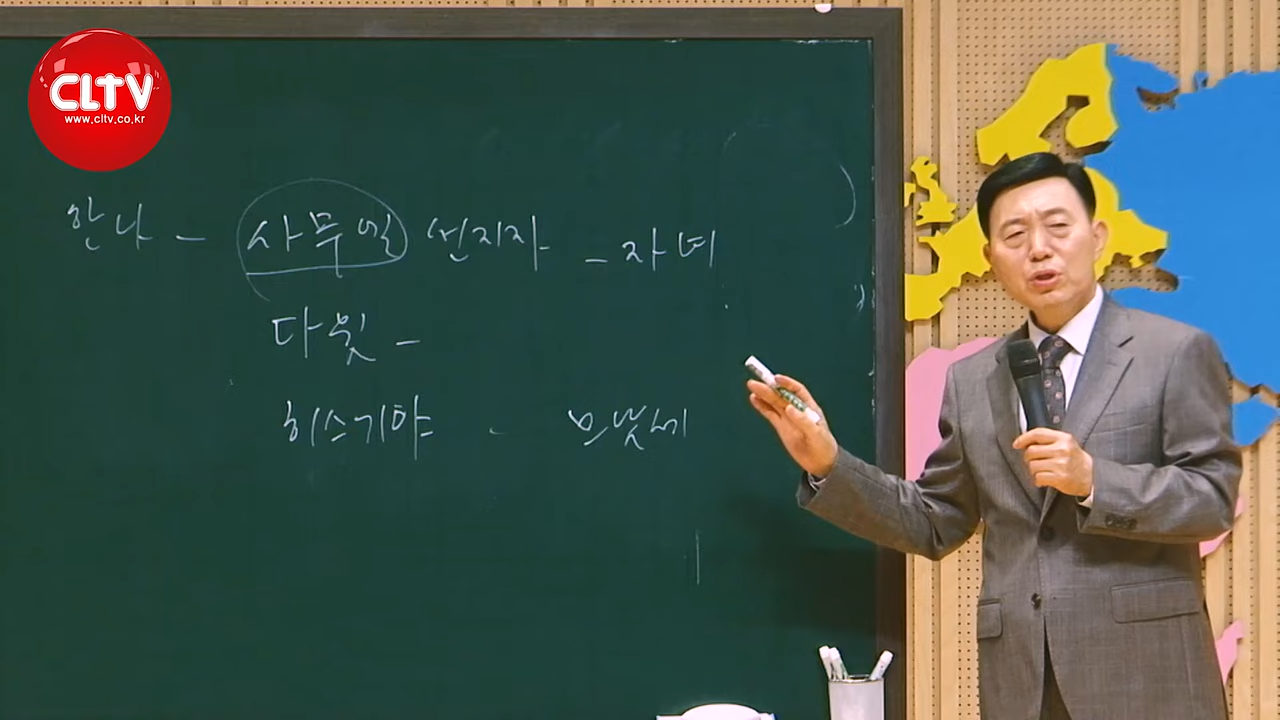 CLTV
www.cltv.co.kr
한나 - 사무엘 선지자 - 자녀
다윗 -
히스기야 - 므낫세